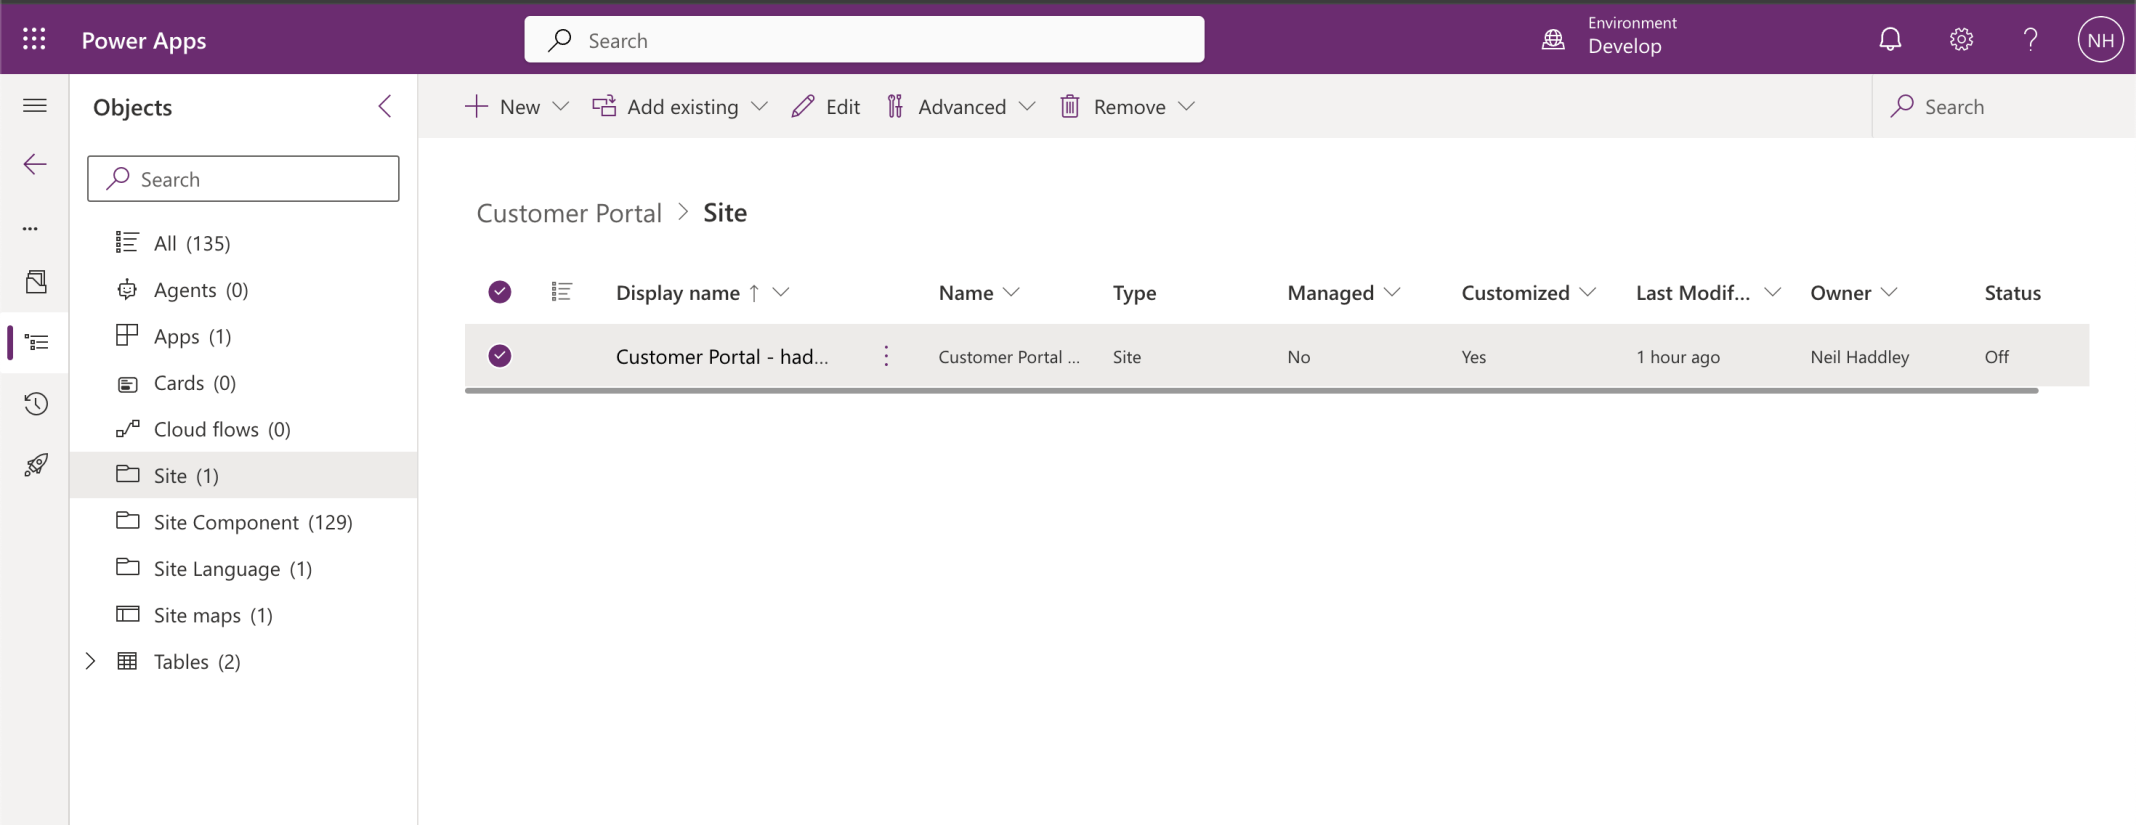 Power Apps
Search
Environment
Develop
NH
Objects
New
Add existing
Edit
Advanced
Remove
Search
Search
All (135)
Agents (0)
Apps (1)
Cards (0)
Cloud flows (0)
Site (1)
Site Component (129)
Site Language (1)
Site maps (1)
Tables (2)
Customer Portal > Site
Display name ↑ Name Type Managed Customized Last Modif... Owner Status
Customer Portal - had... Customer Portal ... Site No Yes 1 hour ago Neil Haddley Off